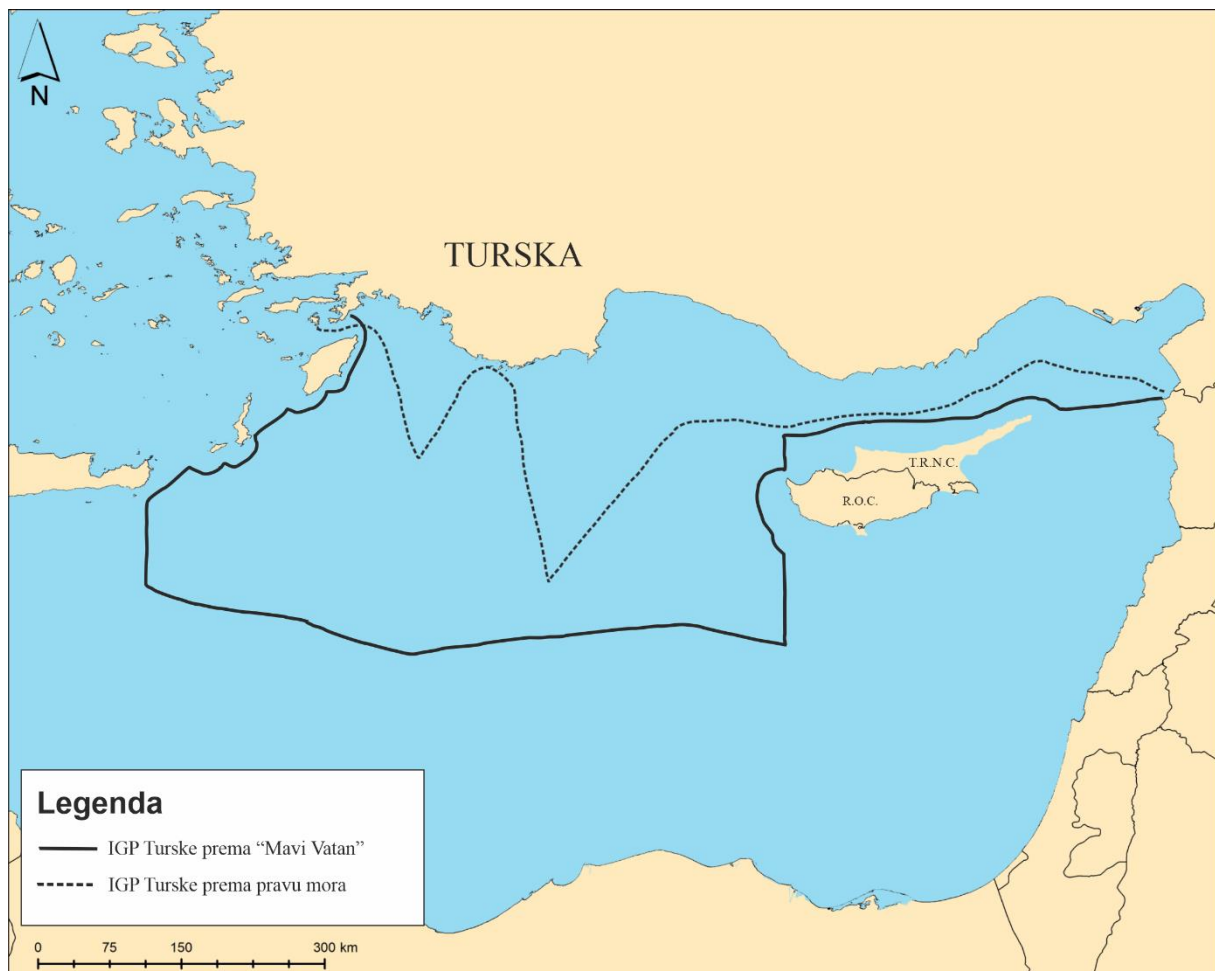 N
TURSKA
T.R.N.C.
R.O.C.
Legenda
IGP Turske prema “Mavi Vatan”
IGP Turske prema pravu mora
0 75 150 300 km